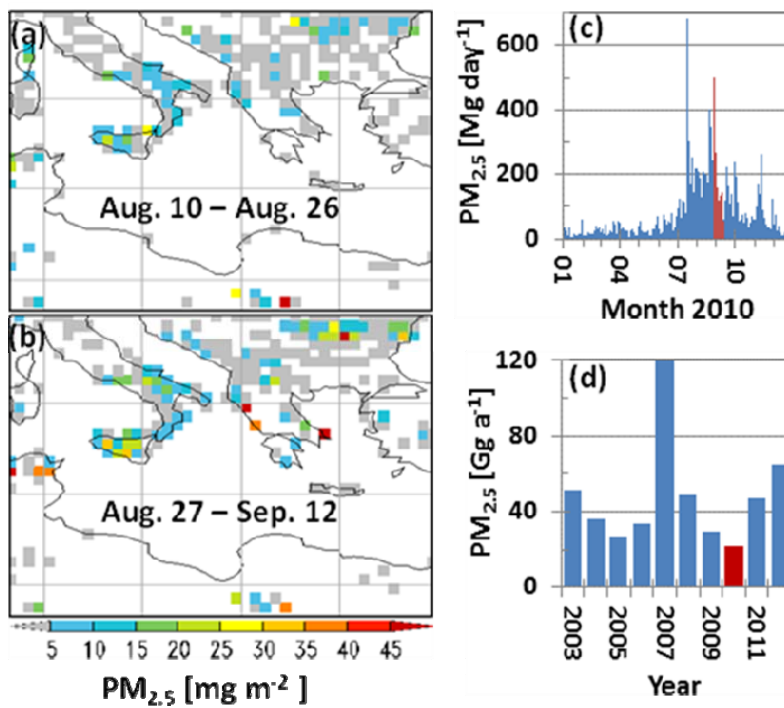 (a)
Aug. 10 – Aug. 26
(b)
Aug. 27 – Sep. 12
5 10 15 20 25 30 35 40 45
PM2.5 [mg m-2 ]
(c)
PM2.5 [Mg day-1]
600
400
200
0
01 04 07 10
Month 2010
(d)
PM2.5 [Gg a-1]
120
80
40
0
2003 2005 2007 2009 2011
Year